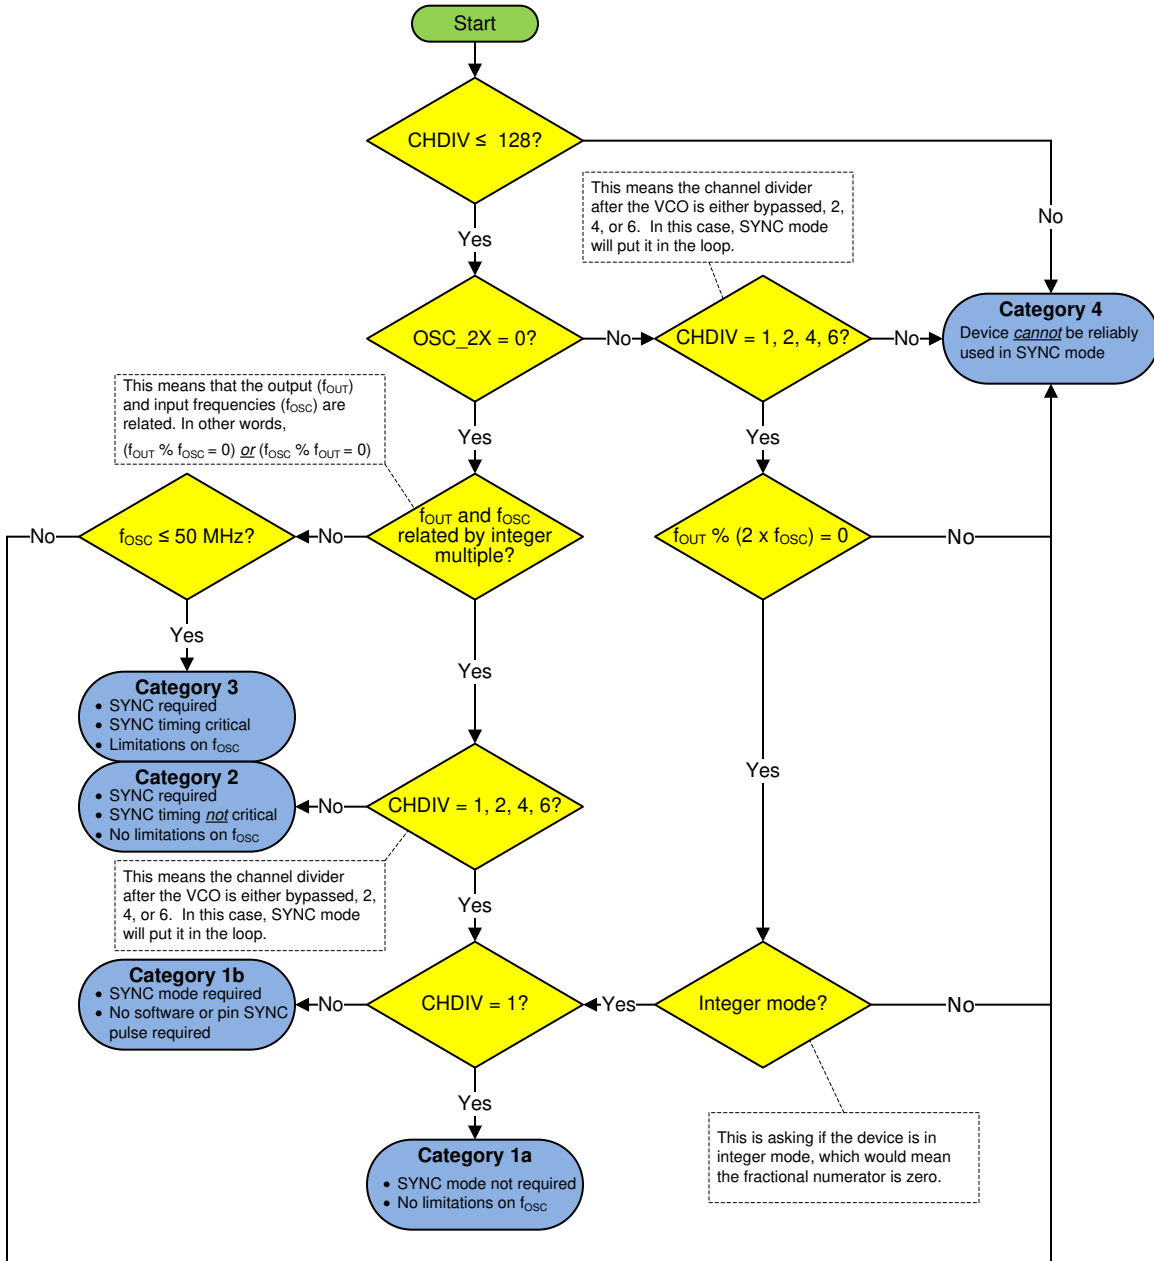 Start
CHDIV ≤ 128?
This means the channel divider
after the VCO is either bypassed, 2,
4, or 6. In this case, SYNC mode
will put it in the loop.
No
Yes
OSC_2X = 0?
No
CHDIV = 1, 2, 4, 6?
No
Category 4
Device cannot be reliably
used in SYNC mode
This means that the output (fOUT)
and input frequencies (fOSC) are
related. In other words,
(fOUT % fOSC = 0) or (fOSC % fOUT = 0)
Yes
Yes
No
fOSC ≤ 50 MHz?
No
fOUT and fOSC
related by integer
multiple?
fOUT % (2 x fOSC) = 0
No
Yes
Yes
Category 3
• SYNC required
• SYNC timing critical
• Limitations on fOSC
Category 2
• SYNC required
• SYNC timing not critical
• No limitations on fOSC
No
CHDIV = 1, 2, 4, 6?
Yes
This means the channel divider
after the VCO is either bypassed, 2,
4, or 6. In this case, SYNC mode
will put it in the loop.
Yes
Category 1b
• SYNC mode required
• No software or pin SYNC
pulse required
No
CHDIV = 1?
Yes
Integer mode?
No
Yes
This is asking if the device is in
integer mode, which would mean
the fractional numerator is zero.
Category 1a
• SYNC mode not required
• No limitations on fOSC